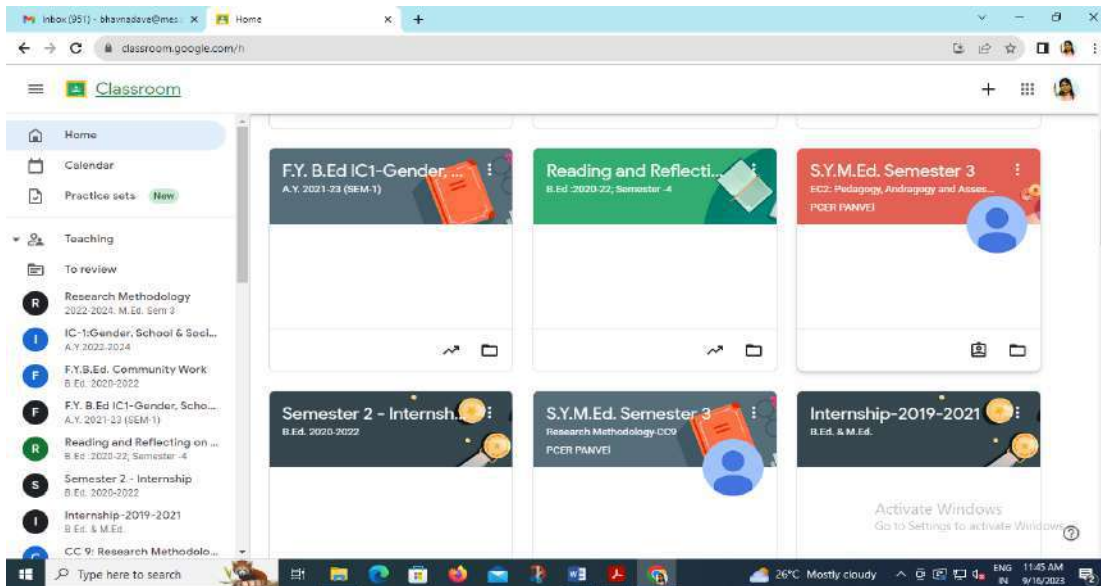 Inbox (951) - bhavnadave@mes
Home
classroom.google.com/h
Classroom
Home
Calendar
Practice sets New
Teaching
To review
R
Research Methodology
2022-2024. M.Ed. Sem 3
I
IC-1:Gender, School & Soci...
A.Y.2022-2024
F
F.Y.B.Ed. Community Work
B.Ed. 2020-2022
F
F.Y. B.Ed IC1-Gender, Scho...
A.Y. 2021-23 (SEM-1)
R
Reading and Reflecting on ...
B.Ed :2020-22; Semester -4
S
Semester 2 - Internship
B.Ed. 2020-2022
I
Internship-2019-2021
B.Ed. & M.Ed.
CC 9: Research Methodolo...
F.Y. B.Ed IC1-Gender, ...
A.Y. 2021-23 (SEM-1)
Reading and Reflecti...
B.Ed :2020-22; Semester -4
S.Y.M.Ed. Semester 3
EC2: Pedagogy, Andragogy and Asses...
PCER PANVEl
Semester 2 - Internsh...
B.Ed. 2020-2022
S.Y.M.Ed. Semester 3
Research Methodology-CC9
PCER PANVEl
Internship-2019-2021
B.Ed. & M.Ed.
Activate Windows
Go to Settings to activate Windows.
Type here to search
26°C Mostly cloudy
ENG
IN
11:45 AM
9/16/2023
2